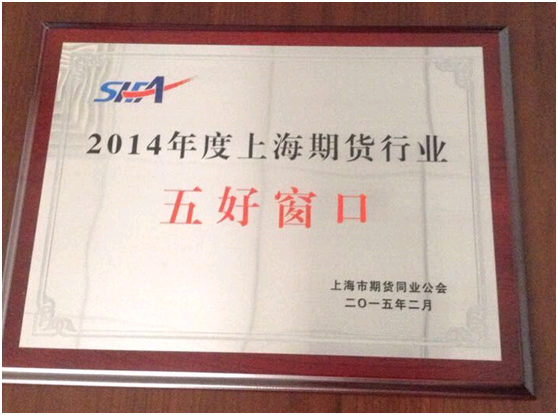 SHFA
2014年度上海期货行业
五好窗口
上海市期货同业公会
二〇一五年二月